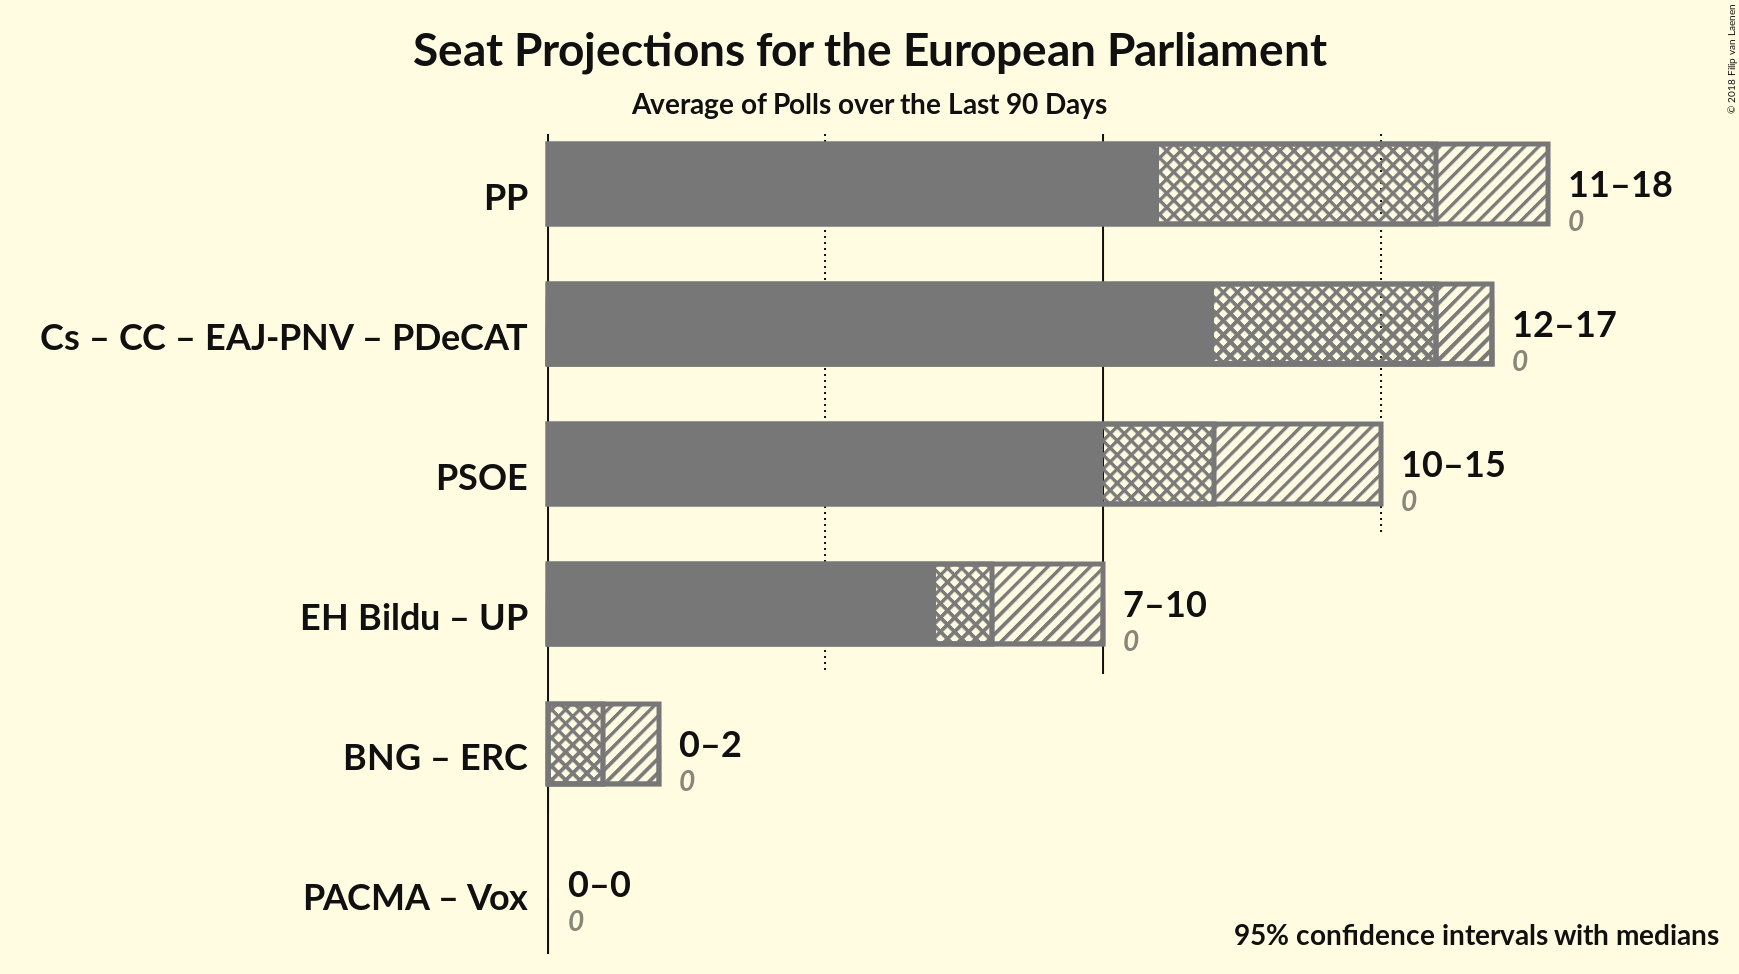 Seat Projections for the European Parliament
Average of Polls over the Last 90 Days
© 2018 Filip van Laenen
PP
11–18
0
Cs – CC – EAJ-PNV – PDeCAT
12–17
0
PSOE
10–15
0
EH Bildu – UP
7–10
0
BNG – ERC
0–2
0
PACMA – Vox
0–0
0
95% confidence intervals with medians